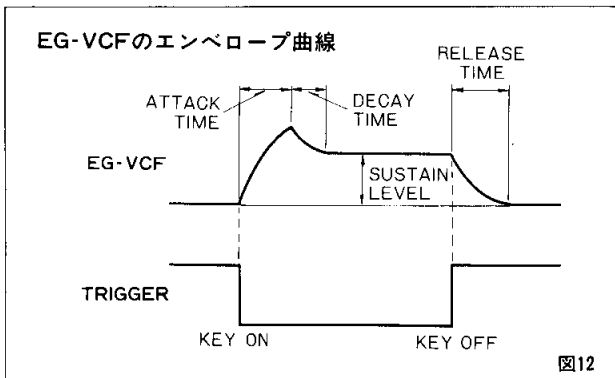 EG-VCFのエンベロープ曲線
RELEASE
TIME
ATTACK
TIME
DECAY
TIME
EG-VCF
SUSTAIN
LEVEL
TRIGGER
KEY ON
KEY OFF
図12